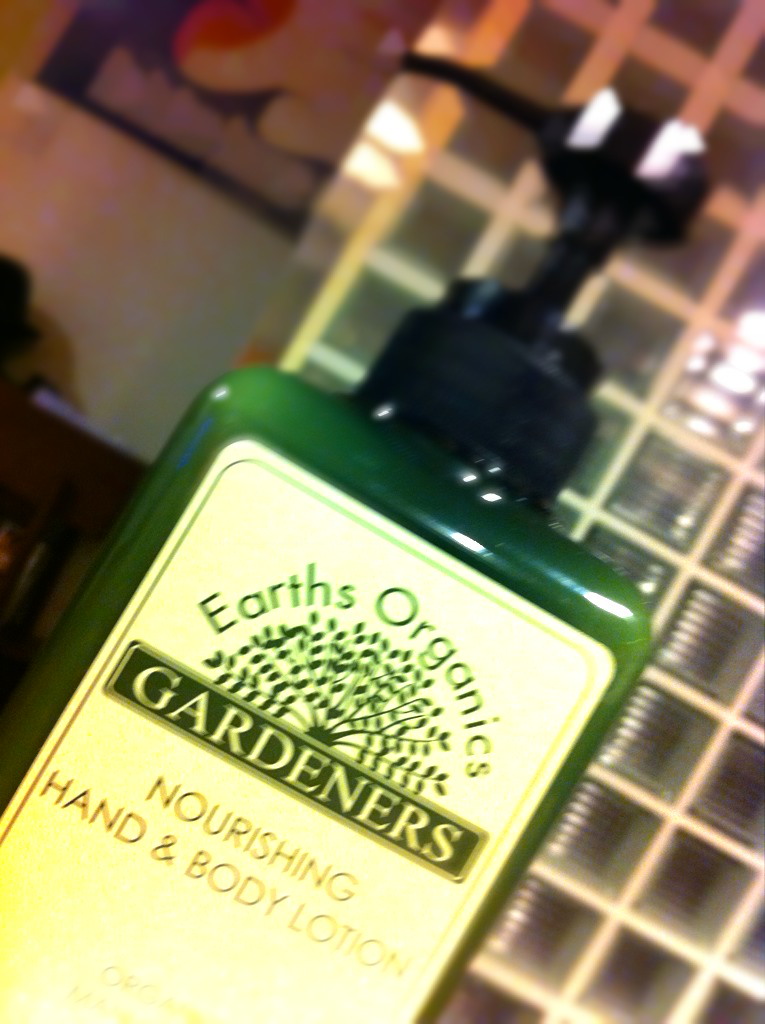 Earths Organics
GARDENERS
NOURISHING
HAND & BODY LOTION